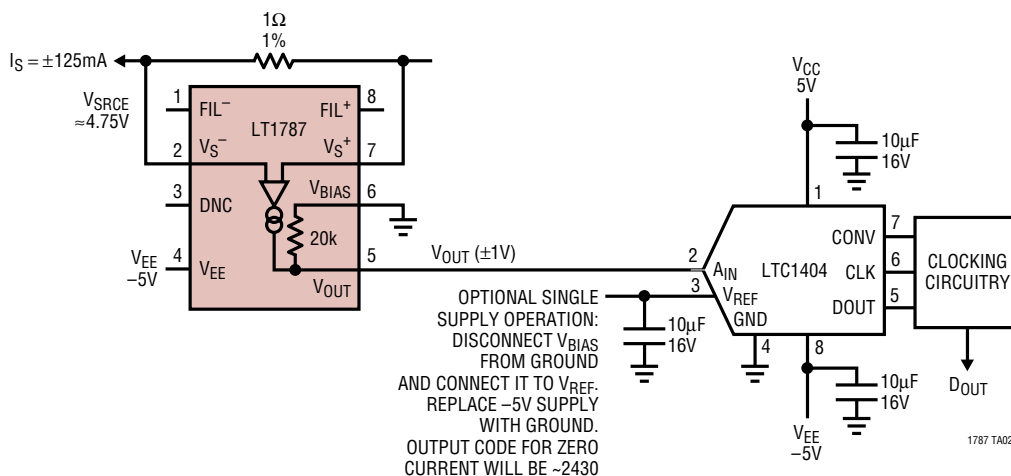 1Ω
1%
I_S = ±125mA
V_SRCE
≈4.75V
1
FIL⁻
FIL⁺
8
LT1787
2
V_S⁻
V_S⁺
7
3
DNC
V_BIAS
6
20k
4
V_EE
–5V
V_EE
5
V_OUT
V_OUT (±1V)
V_CC
5V
10µF
16V
1
2
A_IN
LTC1404
CONV
7
CLK
6
DOUT
5
CLOCKING
CIRCUITRY
3
V_REF
GND
4
8
10µF
16V
10µF
16V
V_EE
–5V
D_OUT
OPTIONAL SINGLE
SUPPLY OPERATION:
DISCONNECT V_BIAS
FROM GROUND
AND CONNECT IT TO V_REF.
REPLACE –5V SUPPLY
WITH GROUND.
OUTPUT CODE FOR ZERO
CURRENT WILL BE ~2430
1787 TA02